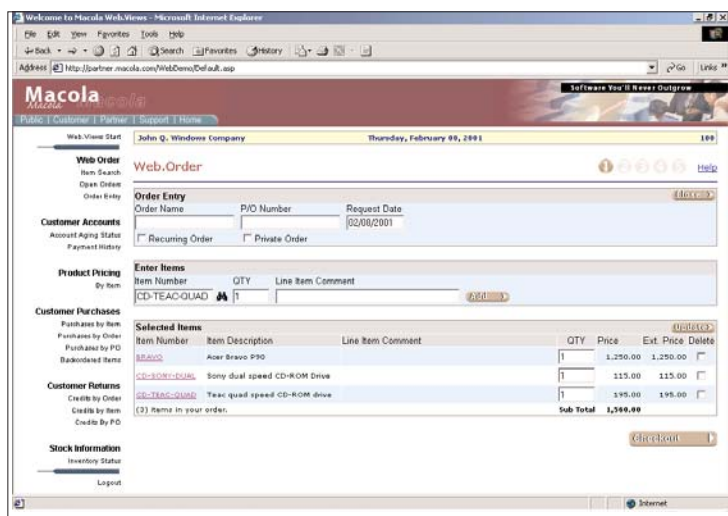 Welcome to Macola Web.Views - Microsoft Internet Explorer
File Edit View Favorites Tools Help
Back Search Favorites History
Address http://partner.macola.com/WebDemo/Default.asp Go Links »
Macola
Software You'll Never Outgrow
Public | Customer | Partner | Support | Home
Web.Views Start
John Q. Windows Company Thursday, February 08, 2001 100
Web Order
Item Search
Open Orders
Order Entry
Customer Accounts
Account Aging Status
Payment History
Product Pricing
By Item
Customer Purchases
Purchases by Item
Purchases by Order
Purchases by PO
Backordered Items
Customer Returns
Credits by Order
Credits by Item
Credits By PO
Stock Information
Inventory Status
Logout
Web.Order 1 2 3 4 5 Help
Order Entry
Order Name P/O Number Request Date
02/08/2001
Recurring Order Private Order
Enter Items
Item Number QTY Line Item Comment
CD-TEAC-QUAD 1 Add
Selected Items Update
Item Number Item Description Line Item Comment QTY Price Ext. Price Delete
BRAVO Acer Bravo P90 1 1,250.00 1,250.00
CD-SONY-DUAL Sony dual speed CD-ROM Drive 1 115.00 115.00
CD-TEAC-QUAD Teac quad speed CD-ROM drive 1 195.00 195.00
(3) Items in your order. Sub Total 1,560.00
Checkout
Internet